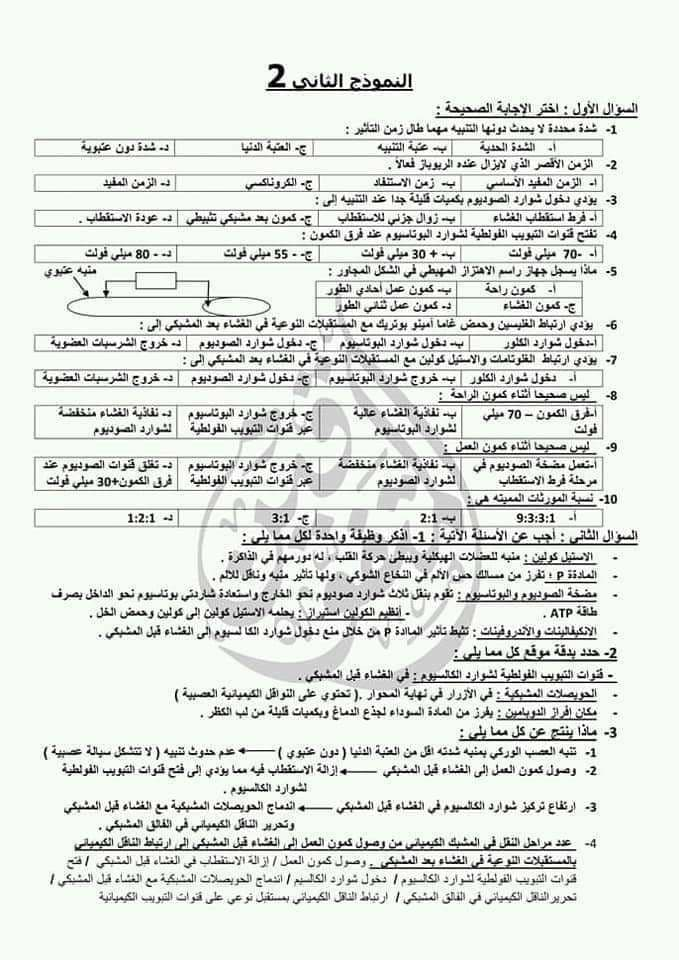 النموذج الثاني 2
السؤال الأول : اختر الإجابة الصحيحة :
1- شدة محددة لا يحدث دونها التنبيه مهما طال زمن التأثير :
أ- الشدة الحدية ب- عتبة التنبيه ج- العتبة الدنيا د- شدة دون عتبوية
2- الزمن الأقصر الذي لايزال عنده الريوباز فعالاً .
ا- الزمن المفيد الأساسي ب- زمن الاستنفاد ج- الكروناكسي د- الزمن المفيد
3- يؤدي دخول شوارد الصوديوم بكميات قليلة جدا عند التنبيه إلى :
أ- فرط استقطاب الغشاء ب- زوال جزئي للاستقطاب ج- كمون بعد مشبكي تثبيطي د- عودة الاستقطاب .
4- تفتح قنوات التبويب الفولطية لشوارد البوتاسيوم عند فرق الكمون :
أ- -70 ميلي فولت ب- + 30 ميلي فولت ج- - 55 ميلي فولت د- - 80 ميلي فولت
5- ماذا يسجل جهاز راسم الاهتزاز المهبطي في الشكل المجاور :
منبه عتبوي
أ- كمون راحة ب- كمون عمل أحادي الطور
ج- كمون الغشاء د- كمون عمل ثنائي الطور
6- يؤدي ارتباط الغليسين وحمض غاما أمينو بوتريك مع المستقبلات النوعية في الغشاء بعد المشبكي إلى :
أ-دخول شوارد الكلور ب- دخول شوارد البوتاسيوم ج- دخول شوارد الصوديوم د- خروج الشرسبات العضوية
7- يؤدي ارتباط الغلوتامات والاستيل كولين مع المستقبلات النوعية في الغشاء بعد المشبكي إلى :
أ- دخول شوارد الكلور ب- خروج شوارد البوتاسيوم ج- دخول شوارد الصوديوم د- خروج الشرجبات العضوية
8- ليس صحيحا أثناء كمون الراحة :
أ-فرق الكمون – 70 ميلي فولت ب- نفاذية الغشاء عالية لشوارد البوتاسيوم ج- خروج شوارد البوتاسيوم عبر قنوات التبويب الفولطية د- نفاذية الغشاء منخفضة لشوارد الصوديوم
9- ليس صحيحا أثناء كمون العمل :
أ-تعمل مضخة الصوديوم في مرحلة فرط الاستقطاب ب- نفاذية الغشاء منخفضة لشوارد الصوديوم ج- خروج شوارد البوتاسيوم عبر قنوات التبويب الفولطية د- تغلق قنوات الصوديوم عند فرق الكمون+30 ميلي فولت
10- نسبة المورثات المميته هي :
أ- 9:3:3:1 ب- 2:1 ج- 3:1 د- 1:2:1
السؤال الثاني : أجب عن الأسئلة الآتية : 1- أذكر وظيفة واحدة لكل مما يلي :
- الاستيل كولين : منبه للعضلات الهيكلية ويبطئ حركة القلب ، له دورمهم في الذاكرة .
- المادةة P : تفرز من مسالك حس الألم في النخاع الشوكي ، ولها تأثير منبه وناقل للألم .
- مضخة الصوديوم والبوتاسيوم : تقوم بنقل ثلاث شوارد صوديوم نحو الخارج واستعادة شاردتي بوتاسيوم نحو الداخل بصرف
طاقة ATP . - أنظيم الكولين استيراز : يحلمه الاستيل كولين إلى كولين وحمض الخل .
- الانكيفالينات والأندروفينات : تثبط تأثير المادة P من خلال منع دخول شوارد الكا لسيوم إلى الغشاء قبل المشبكي .
2- حدد بدقة موقع كل مما يلي :
- قنوات التبويب الفولطية لشوارد الكالسيوم : في الغشاء قبل المشبكي .
- الحويصلات المشبكية : في الأزرار في نهاية المحوار .( تحتوي على النواقل الكيميائية العصبية )
- مكان إفراز الدوبامين : يفرز من المادة السوداء لجذع الدماغ وبكميات قليلة من لب الكظر .
3- ماذا ينتج عن كل مما يلي :
1- تنبه العصب الوركي بمنبه شدته اقل من العتبة الدنيا ( دون عتبوي ) ← عدم حدوث تنبيه ( لا تتشكل سيالة عصبية )
2- وصول كمون العمل إلى الغشاء قبل المشبكي ← إزالة الاستقطاب فيه مما يؤدي إلى فتح قنوات التبويب الفولطية
لشوارد الكالسيوم .
3- ارتفاع تركيز شوارد الكالسيوم في الغشاء قبل المشبكي ← اندماج الحويصلات المشبكية مع الغشاء قبل المشبكي
وتحرير الناقل الكيميائي في الفالق المشبكي .
4- عدد مراحل النقل في المشبك الكيميائي من وصول كمون العمل إلى الغشاء قبل المشبكي إلى ارتباط الناقل الكيميائي
بالمستقبلات النوعية في الغشاء بعد المشبكي . وصول كمون العمل / إزالة الاستقطاب في الغشاء قبل المشبكي / فتح
قنوات التبويب الفولطية لشوارد الكالسيوم / دخول شوارد الكالسيم / اندماج الحويصلات المشبكية مع الغشاء قبل المشبكي /
تحريرالناقل الكيميائي في الفالق المشبكي / ارتباط الناقل الكيميائي بمستقبل نوعي على قنوات التبويب الكيميائية